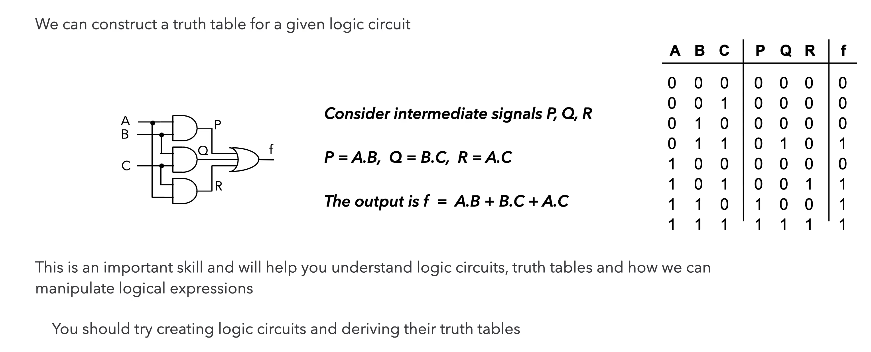 We can construct a truth table for a given logic circuit
A B C P Q R f
0 0 0 0 0 0 0
0 0 1 0 0 0 0
0 1 0 0 0 0 0
0 1 1 0 1 0 1
1 0 0 0 0 0 0
1 0 1 0 0 1 1
1 1 0 1 0 0 1
1 1 1 1 1 1 1
A
B
C
P
Q
R
f
Consider intermediate signals P, Q, R
P = A.B, Q = B.C, R = A.C
The output is f = A.B + B.C + A.C
This is an important skill and will help you understand logic circuits, truth tables and how we can
manipulate logical expressions
You should try creating logic circuits and deriving their truth tables